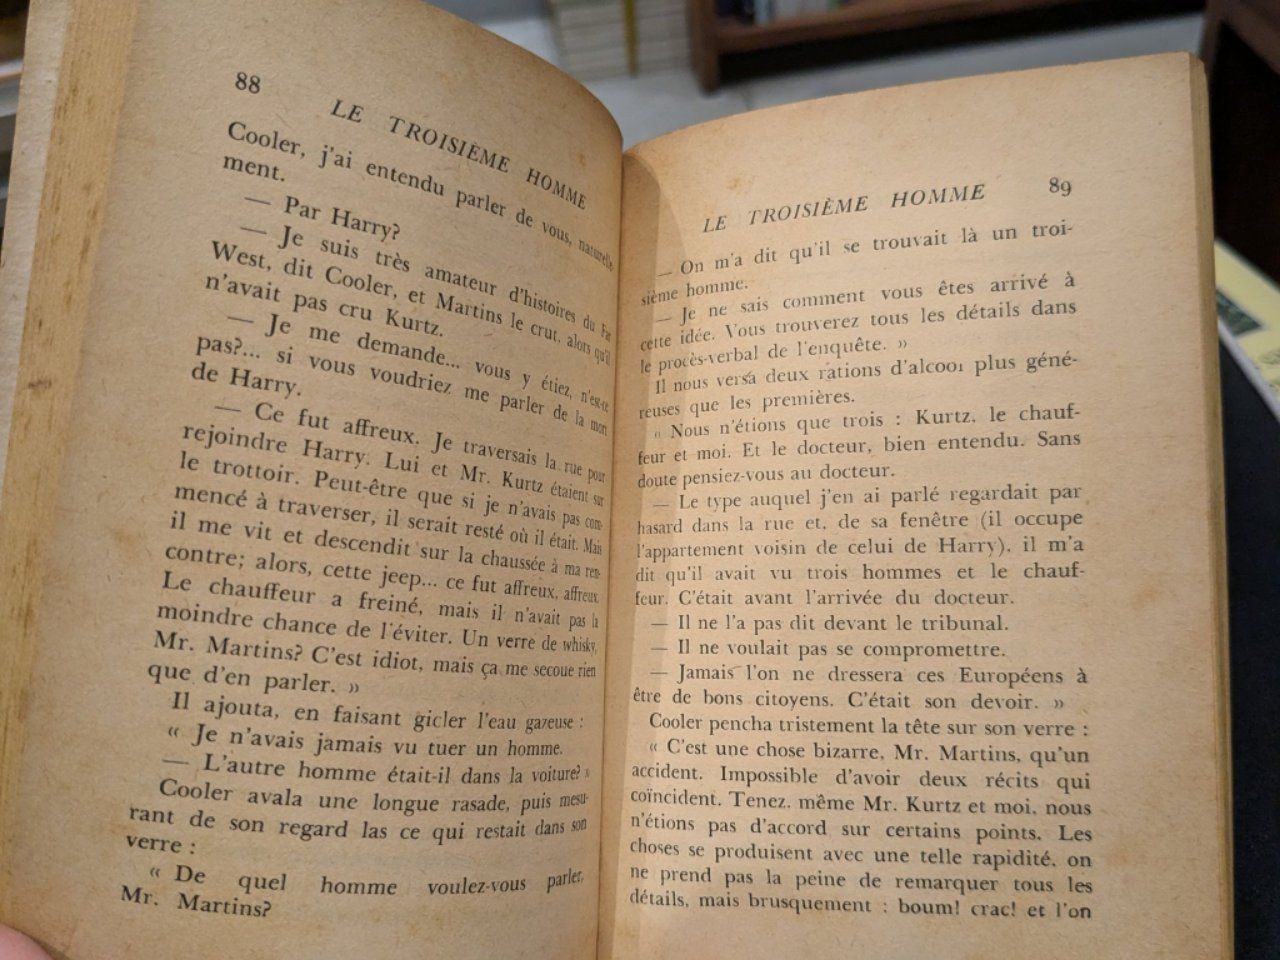 88
LE TROISIÈME HOMME
Cooler, j'ai entendu parler de vous, naturelle-
ment.
— Par Harry?
— Je suis très amateur d'histoires du Far
West, dit Cooler, et Martins le crut, alors qu'il
n'avait pas cru Kurtz.
— Je me demande... vous y étiez, n'est-ce
pas?... si vous voudriez me parler de la mort
de Harry.
— Ce fut affreux. Je traversais la rue pour
rejoindre Harry. Lui et Mr. Kurtz étaient sur
le trottoir. Peut-être que si je n'avais pas com-
mencé à traverser, il serait resté où il était. Mais
il me vit et descendit sur la chaussée à ma ren-
contre; alors, cette jeep... ce fut affreux, affreux.
Le chauffeur a freiné, mais il n'avait pas la
moindre chance de l'éviter. Un verre de whisky,
Mr. Martins? C'est idiot, mais ça me secoue rien
que d'en parler. »
Il ajouta, en faisant gicler l'eau gazeuse :
« Je n'avais jamais vu tuer un homme.
— L'autre homme était-il dans la voiture? »
Cooler avala une longue rasade, puis mesu-
rant de son regard las ce qui restait dans son
verre :
« De quel homme voulez-vous parler,
Mr. Martins?
LE TROISIÈME HOMME
89
— On m'a dit qu'il se trouvait là un troi-
sième homme.
— Je ne sais comment vous êtes arrivé à
cette idée. Vous trouverez tous les détails dans
le procès-verbal de l'enquête. »
Il nous versa deux rations d'alcool plus géné-
reuses que les premières.
« Nous n'étions que trois : Kurtz, le chauf-
feur et moi. Et le docteur, bien entendu. Sans
doute pensiez-vous au docteur.
— Le type auquel j'en ai parlé regardait par
hasard dans la rue et, de sa fenêtre (il occupe
l'appartement voisin de celui de Harry), il m'a
dit qu'il avait vu trois hommes et le chauf-
feur. C'était avant l'arrivée du docteur.
— Il ne l'a pas dit devant le tribunal.
— Il ne voulait pas se compromettre.
— Jamais l'on ne dressera ces Européens à
être de bons citoyens. C'était son devoir. »
Cooler pencha tristement la tête sur son verre :
« C'est une chose bizarre, Mr. Martins, qu'un
accident. Impossible d'avoir deux récits qui
coïncident. Tenez, même Mr. Kurtz et moi, nous
n'étions pas d'accord sur certains points. Les
choses se produisent avec une telle rapidité, on
ne prend pas la peine de remarquer tous les
détails, mais brusquement : boum! crac! et l'on